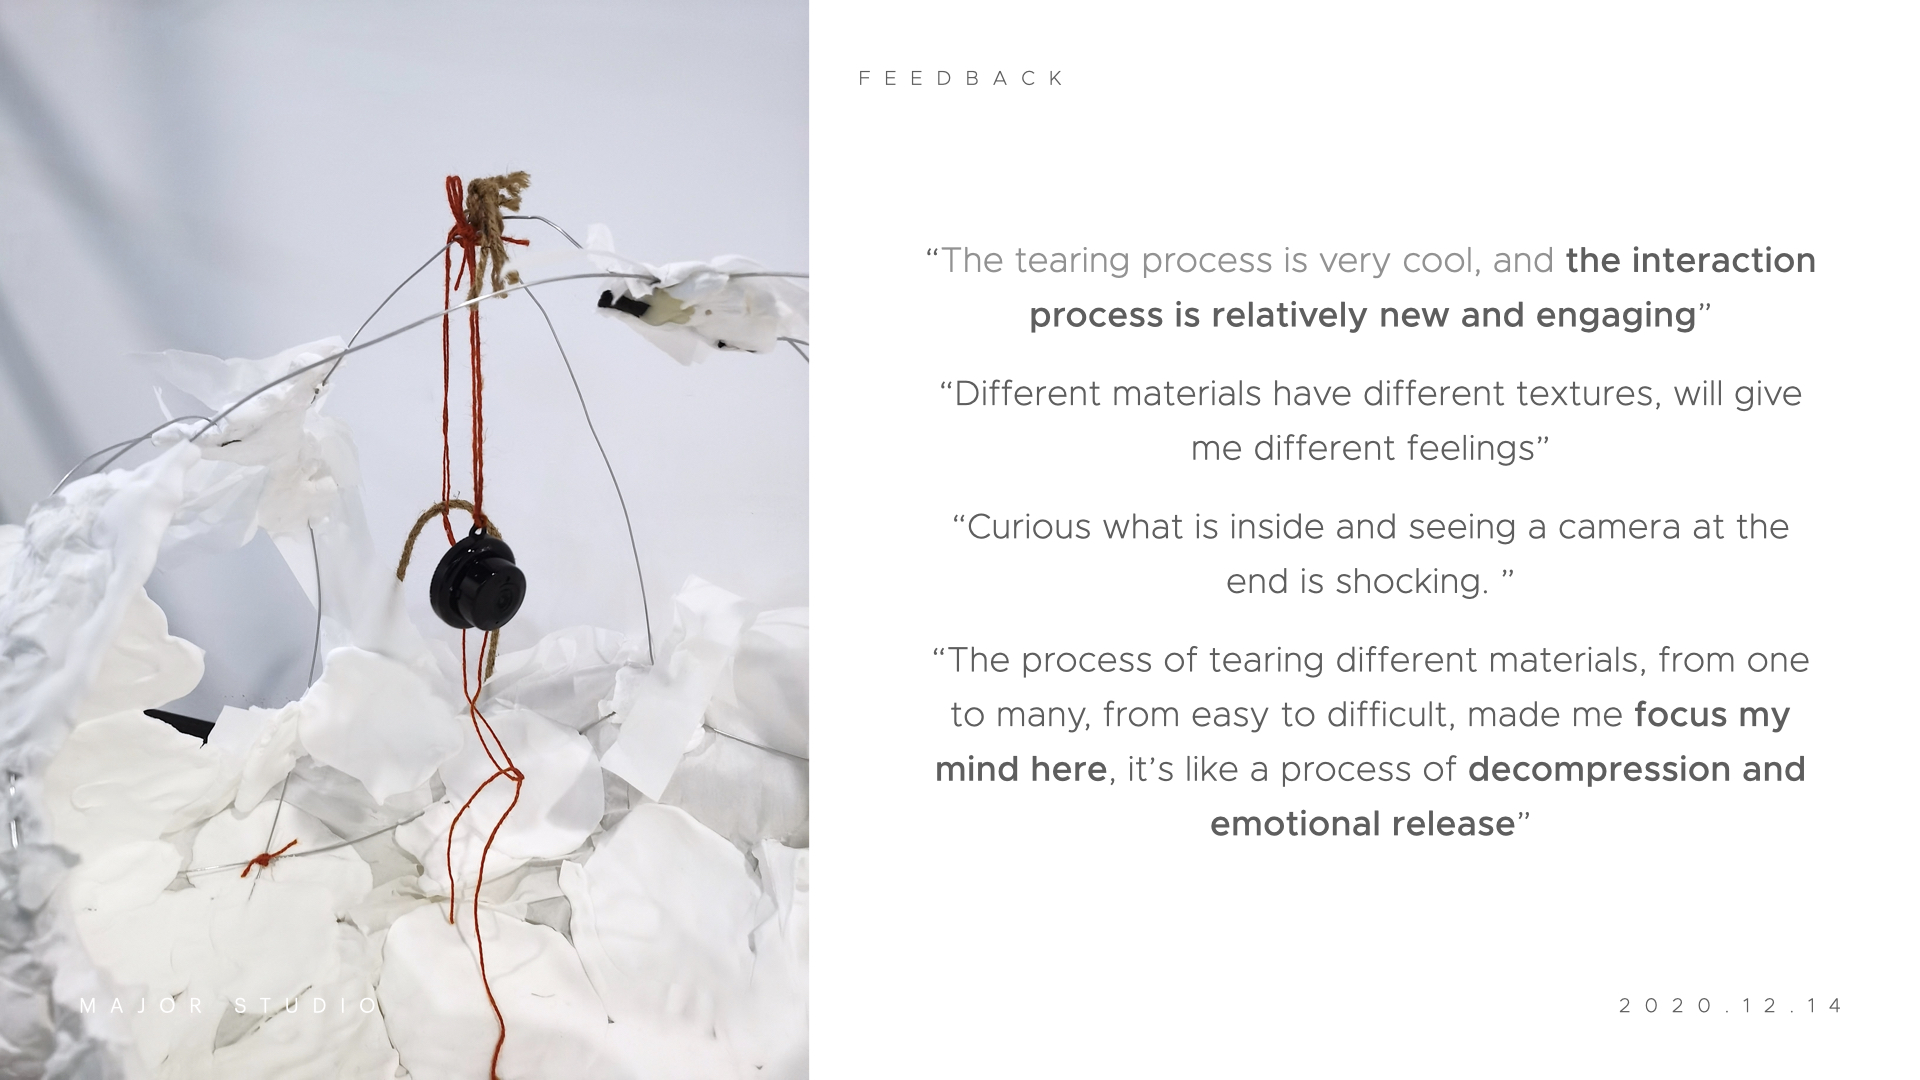 FEEDBACK
“The tearing process is very cool, and the interaction
process is relatively new and engaging”
“Different materials have different textures, will give
me different feelings”
“Curious what is inside and seeing a camera at the
end is shocking. ”
“The process of tearing different materials, from one
to many, from easy to difficult, made me focus my
mind here, it’s like a process of decompression and
emotional release”
MAJOR STUDIO
2020.12.14